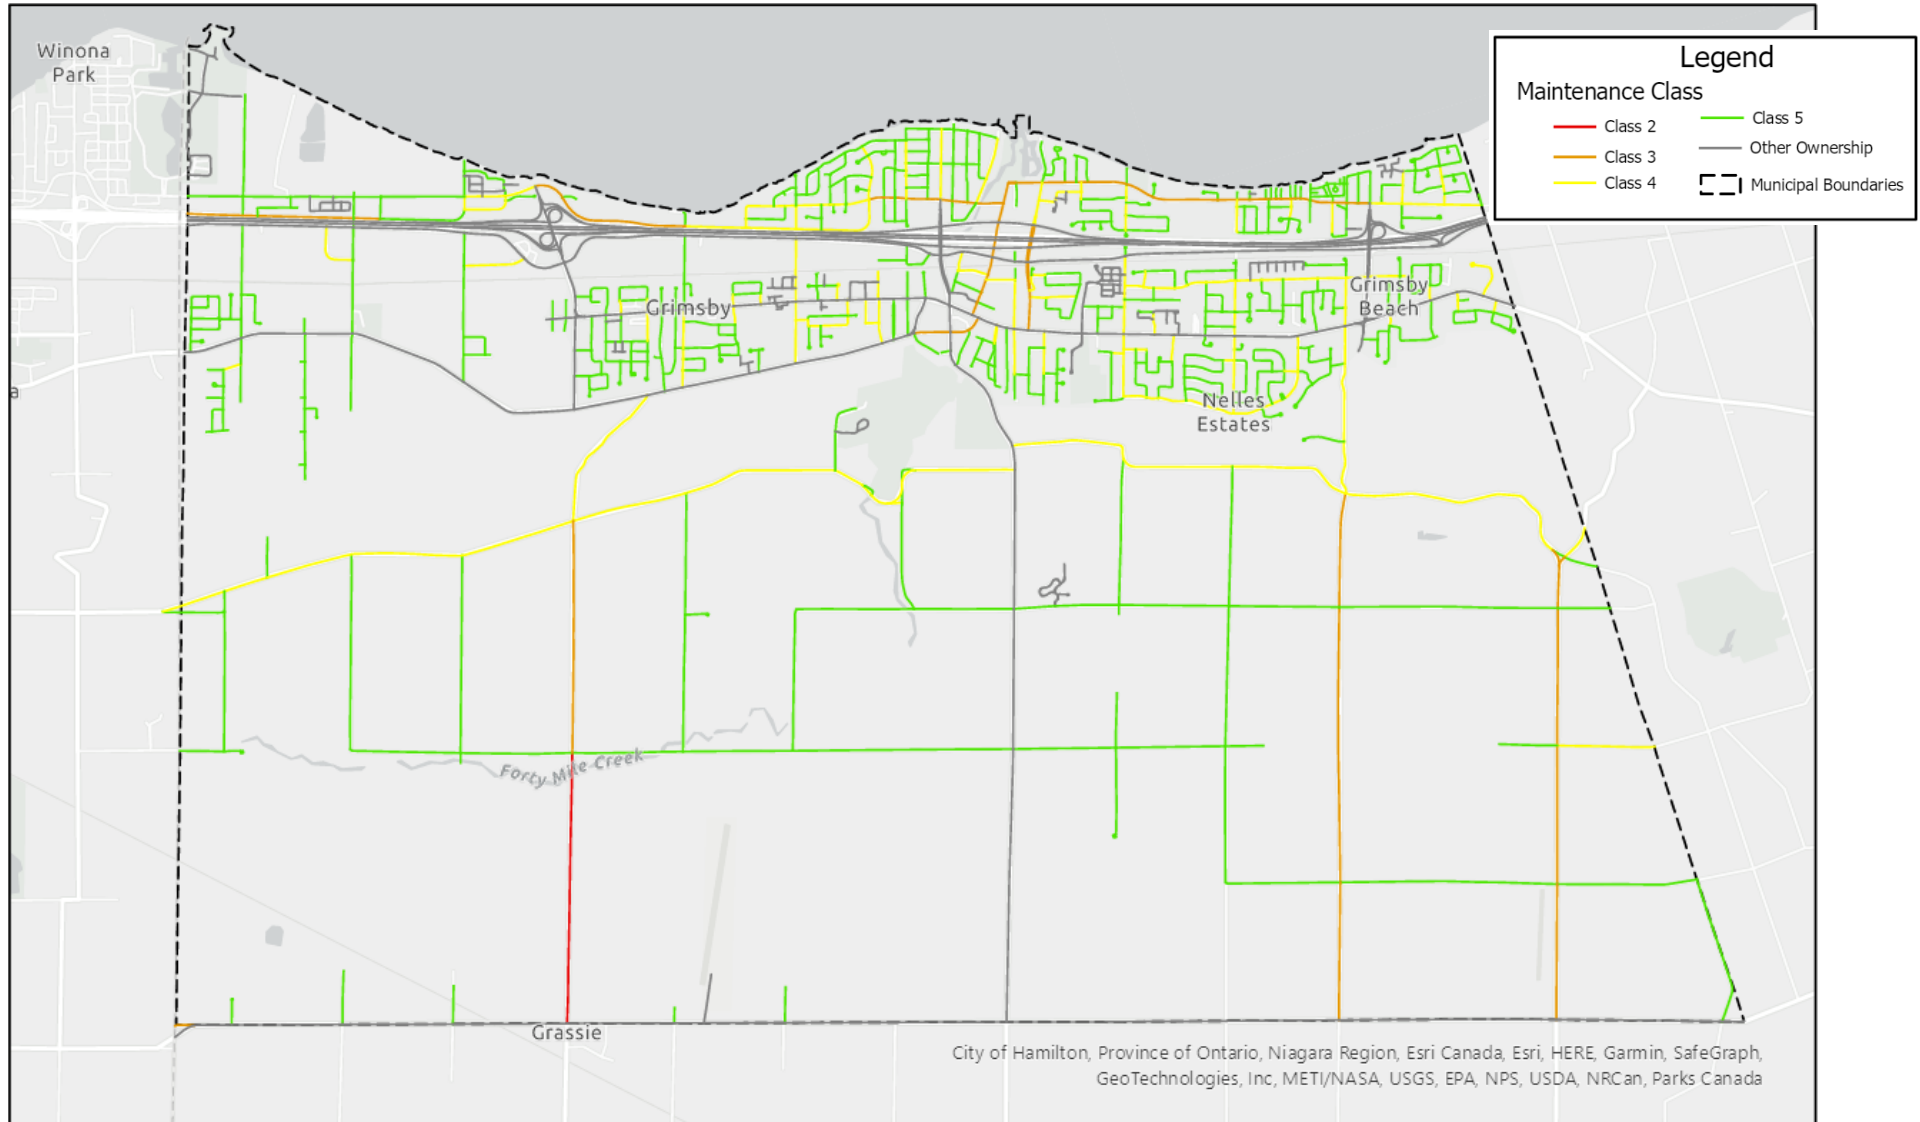 Winona
Park
Legend
Maintenance Class
Class 2
Class 3
Class 4
Class 5
Other Ownership
Municipal Boundaries
Grimsby
Grimsby
Beach
a
Nelles
Estates
Forty Mile Creek
Grassie
City of Hamilton, Province of Ontario, Niagara Region, Esri Canada, Esri, HERE, Garmin, SafeGraph,
GeoTechnologies, Inc, METI/NASA, USGS, EPA, NPS, USDA, NRCan, Parks Canada